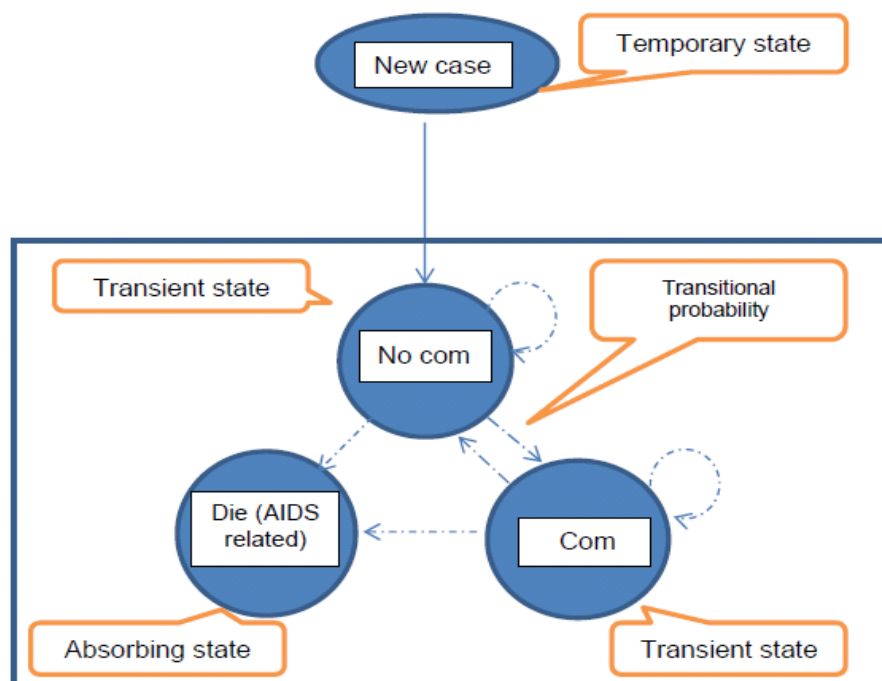 Temporary state
New case
Transient state
Transitional
probability
No com
Die (AIDS
related)
Com
Absorbing state
Transient state